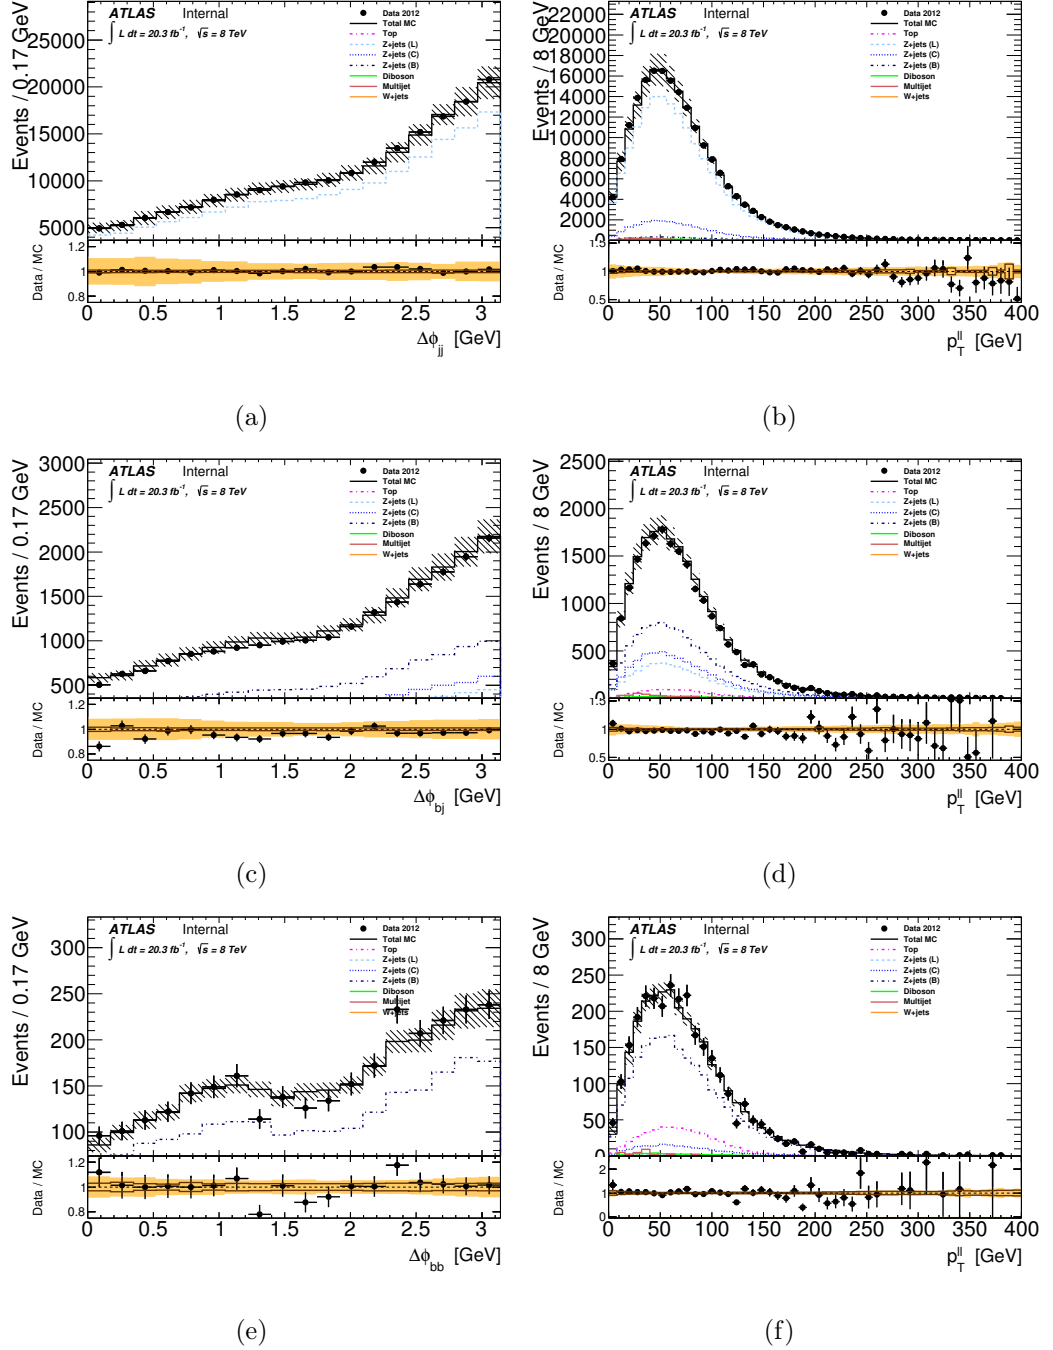 ATLAS Internal
∫ L dt = 20.3 fb⁻¹, √s = 8 TeV
Data 2012
Total MC
Top
Z+jets (L)
Z+jets (C)
Z+jets (B)
Diboson
Multijet
W+jets
Events / 0.17 GeV
25000
20000
15000
10000
5000
Data / MC
1.2
1
0.8
0 0.5 1 1.5 2 2.5 3
Δϕjj [GeV]
(a)
ATLAS Internal
∫ L dt = 20.3 fb⁻¹, √s = 8 TeV
Data 2012
Total MC
Top
Z+jets (L)
Z+jets (C)
Z+jets (B)
Diboson
Multijet
W+jets
Events / 8 GeV
22000
20000
18000
16000
14000
12000
10000
8000
6000
4000
2000
0
Data / MC
1.5
1
0.5
0 50 100 150 200 250 300 350 400
pTll [GeV]
(b)
ATLAS Internal
∫ L dt = 20.3 fb⁻¹, √s = 8 TeV
Data 2012
Total MC
Top
Z+jets (L)
Z+jets (C)
Z+jets (B)
Diboson
Multijet
W+jets
Events / 0.17 GeV
3000
2500
2000
1500
1000
500
Data / MC
1.2
1
0.8
0 0.5 1 1.5 2 2.5 3
Δϕbj [GeV]
(c)
ATLAS Internal
∫ L dt = 20.3 fb⁻¹, √s = 8 TeV
Data 2012
Total MC
Top
Z+jets (L)
Z+jets (C)
Z+jets (B)
Diboson
Multijet
W+jets
Events / 8 GeV
2500
2000
1500
1000
500
0
Data / MC
1.5
1
0.5
0 50 100 150 200 250 300 350 400
pTll [GeV]
(d)
ATLAS Internal
∫ L dt = 20.3 fb⁻¹, √s = 8 TeV
Data 2012
Total MC
Top
Z+jets (L)
Z+jets (C)
Z+jets (B)
Diboson
Multijet
W+jets
Events / 0.17 GeV
300
250
200
150
100
Data / MC
1.2
1
0.8
0 0.5 1 1.5 2 2.5 3
Δϕbb [GeV]
(e)
ATLAS Internal
∫ L dt = 20.3 fb⁻¹, √s = 8 TeV
Data 2012
Total MC
Top
Z+jets (L)
Z+jets (C)
Z+jets (B)
Diboson
Multijet
W+jets
Events / 8 GeV
300
250
200
150
100
50
0
Data / MC
2
1
0
0 50 100 150 200 250 300 350 400
pTll [GeV]
(f)